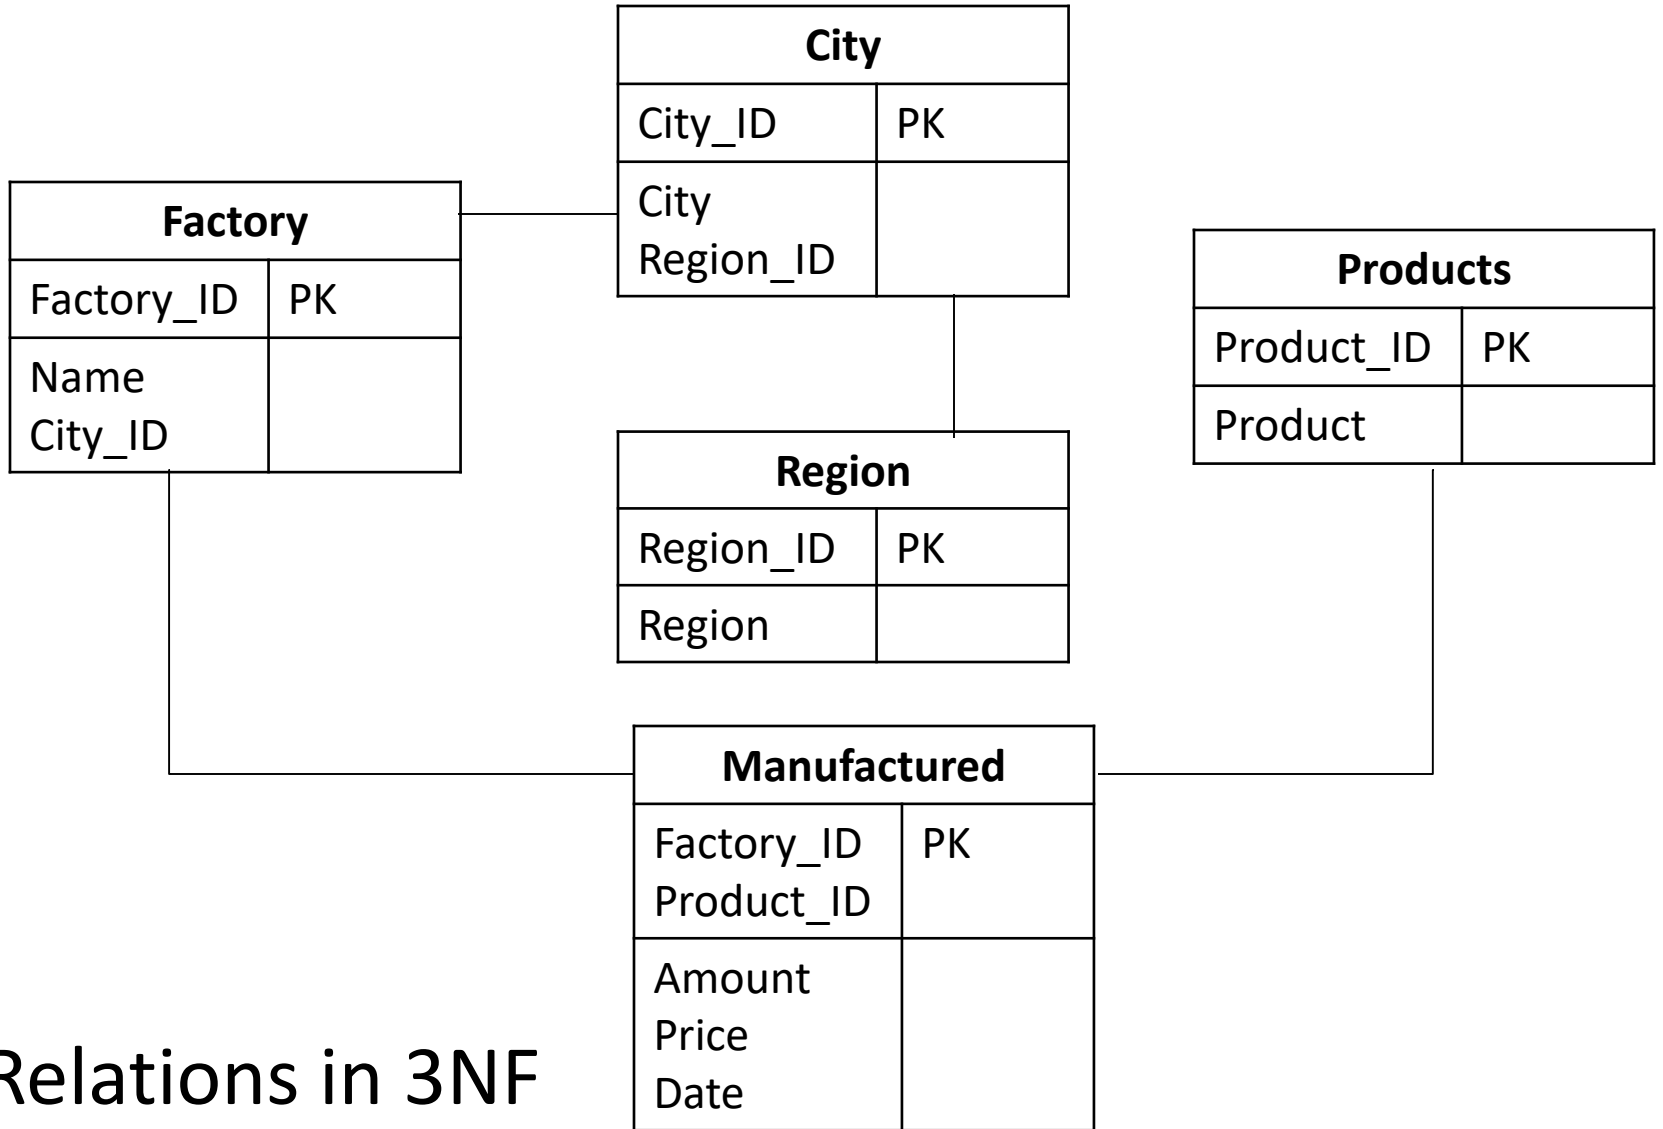 City
City_ID PK
City
Region_ID
Factory
Factory_ID PK
Name
City_ID
Products
Product_ID PK
Product
Region
Region_ID PK
Region
Manufactured
Factory_ID PK
Product_ID
Amount
Price
Date
Relations in 3NF